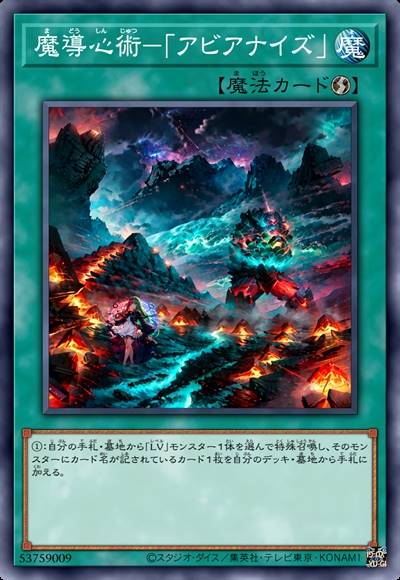 魔導心術－「アビアナイズ」
魔
【魔法カード】
①：自分の手札・墓地から「LV」モンスター1体を選んで特殊召喚し、そのモン
スターにカード名が記されているカード1枚を自分のデッキ・墓地から手札に
加える。
53759009
©スタジオ・ダイス／集英社・テレビ東京・KONAMI